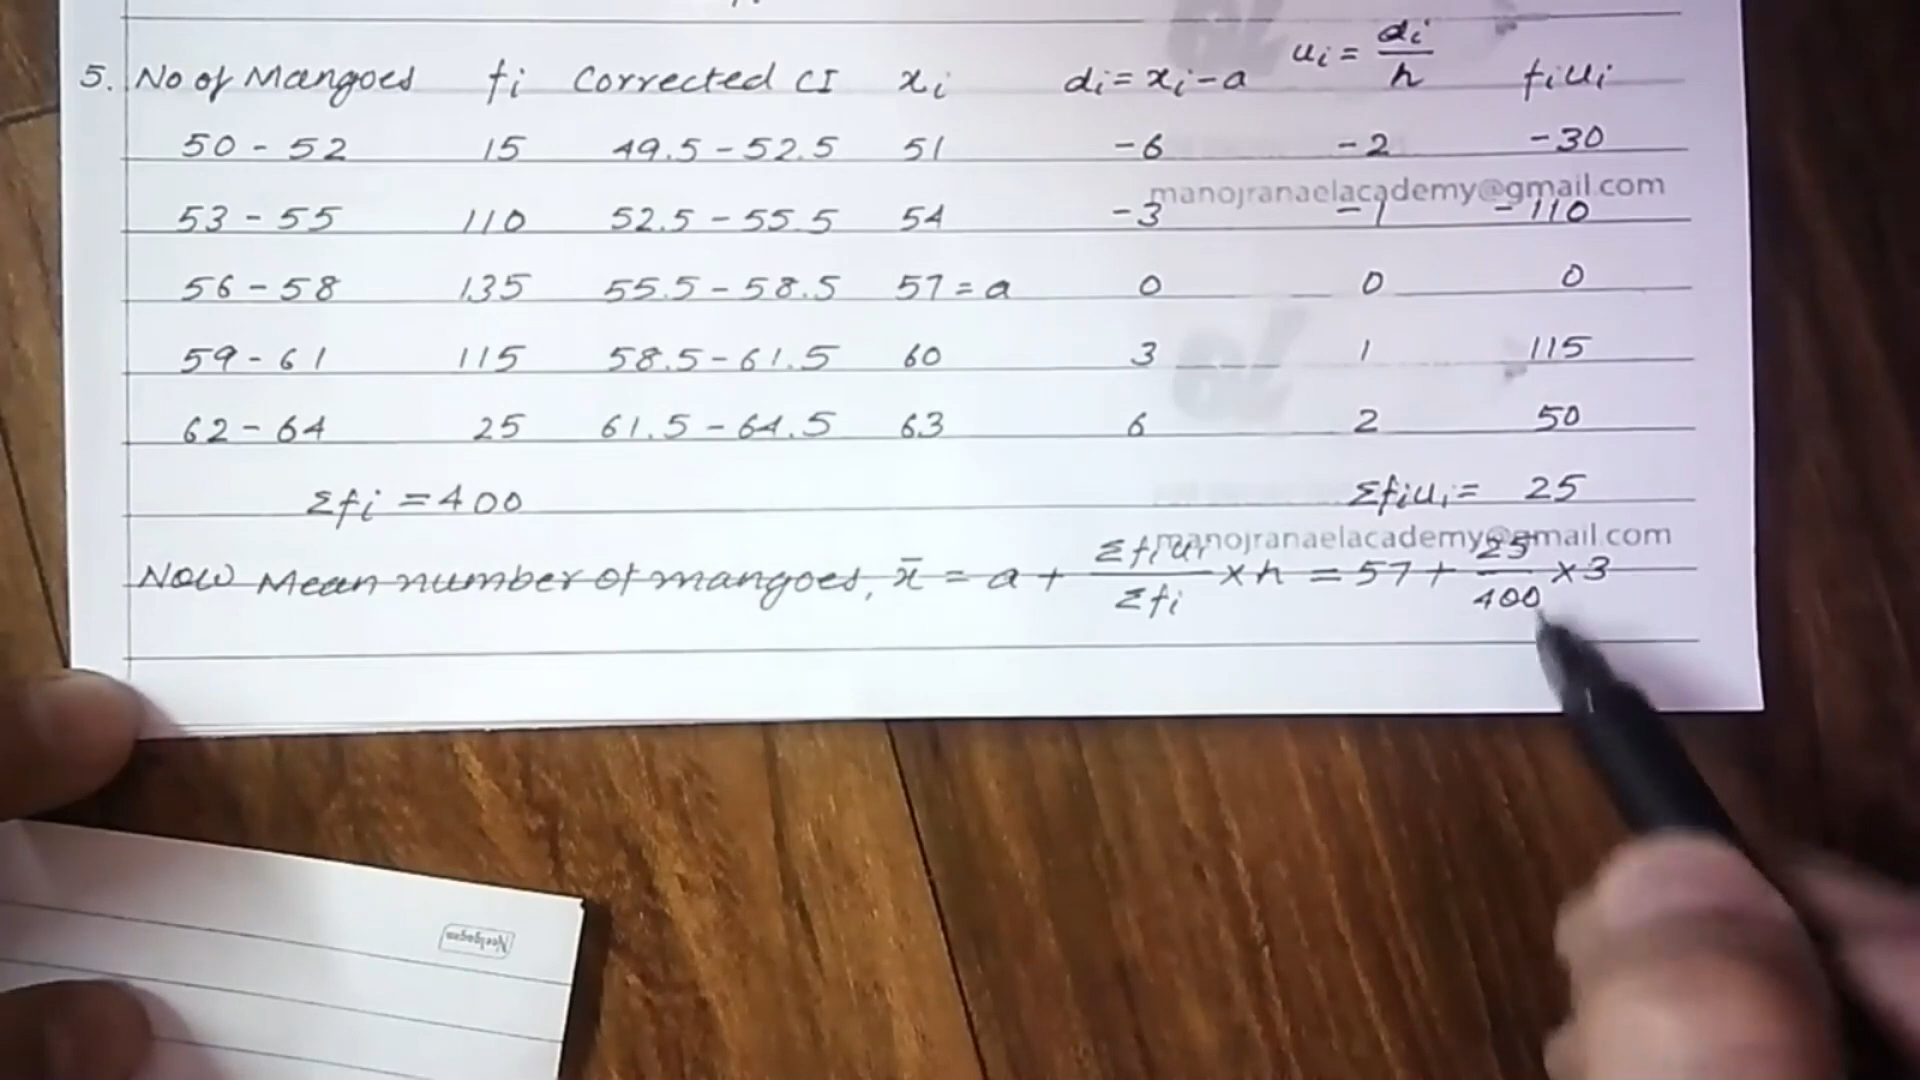 5. No of Mangoes fi Corrected CI xi di = xi - a ui = di/h fiui
50 - 52 15 49.5 - 52.5 51 -6 -2 -30
manojranaelacademy@gmail.com
53 - 55 110 52.5 - 55.5 54 -3 -1 -110
56 - 58 135 55.5 - 58.5 57 = a 0 0 0
59 - 61 115 58.5 - 61.5 60 3 1 115
62 - 64 25 61.5 - 64.5 63 6 2 50
Σfi = 400 Σfiui = 25
manojranaelacademy@gmail.com
Now Mean number of mangoes, x̄ = a + Σfiui/Σfi × h = 57 + 25/400 × 3
Neelgagan